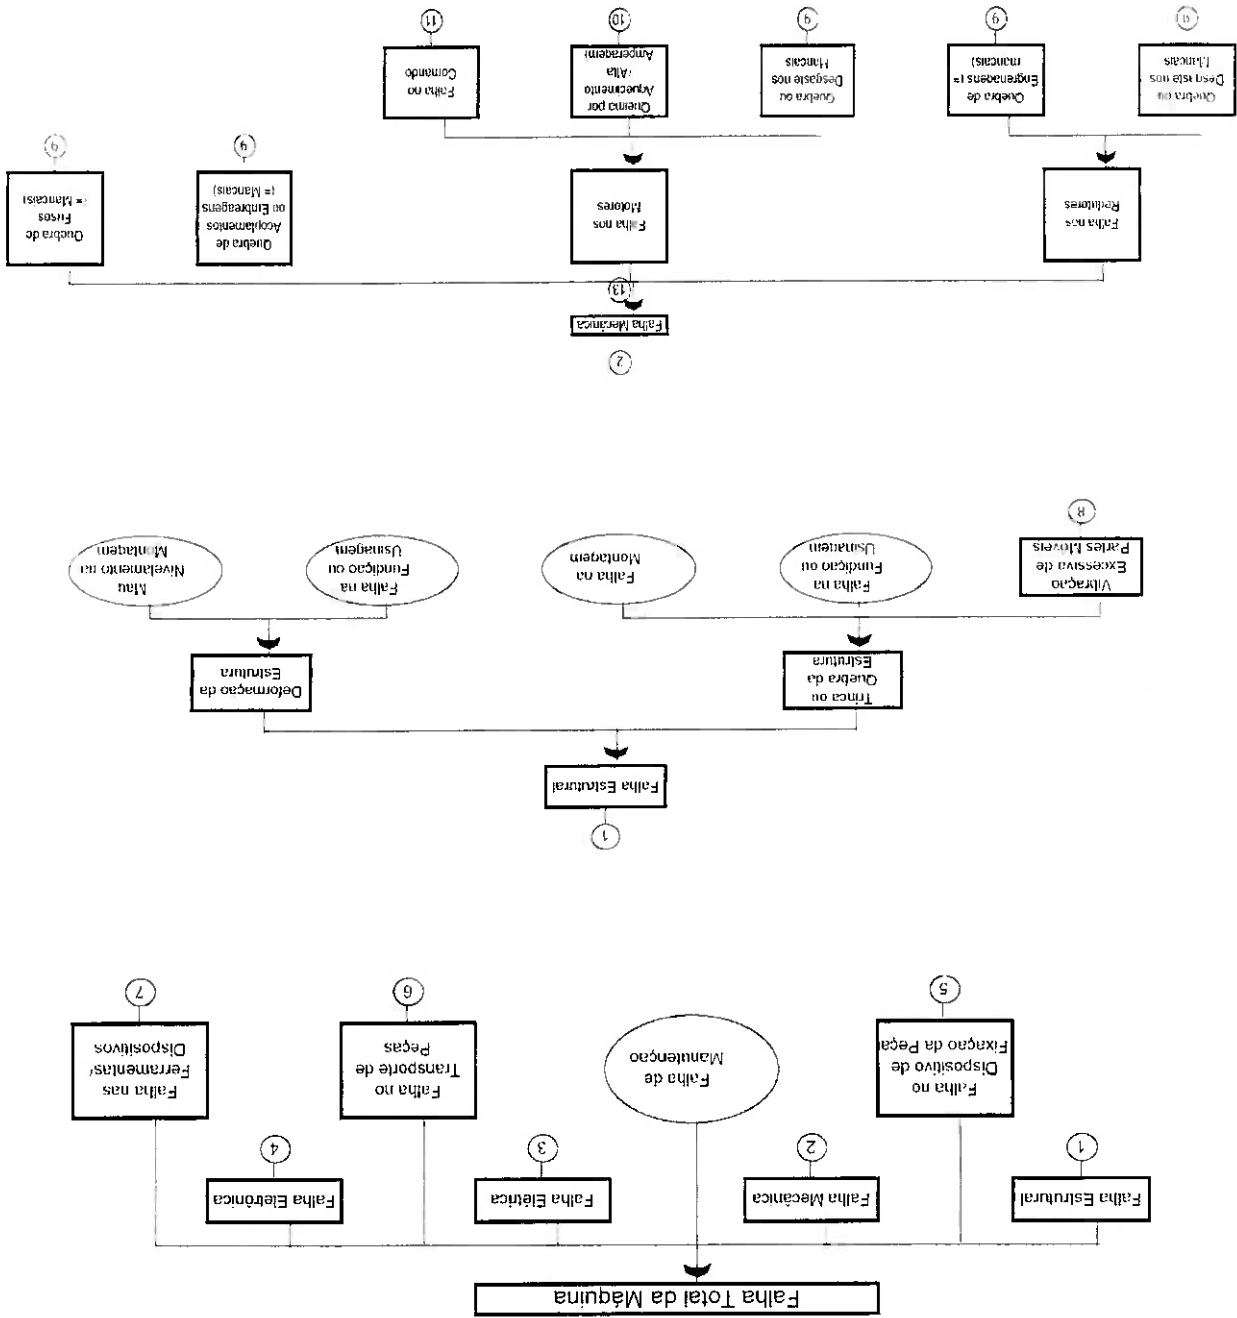 Falha Total da Máquina
Falha Estrutural
1
Falha Mecânica
2
Falha Elétrica
3
Falha Eletrônica
4
Falha no
Dispositivo de
Fixação da Peça
5
Falha de
Manutenção
Falha no
Transporte de
Peças
6
Falha nas
Ferramentas/
Dispositivos
7
1
Falha Estrutural
Trinca ou
Quebra da
Estrutura
Deformação da
Estrutura
Vibração
Excessiva de
Partes Móveis
8
Falha na
Fundição ou
Usinagem
Falha na
Montagem
Falha na
Fundição ou
Usinagem
Mau
Nivelamento na
Montagem
2
Falha Mecânica
13
Falha nos
Redutores
Falha nos
Motores
Quebra de
Acoplamentos
ou Embreagens
(= Mancais)
9
Quebra de
Fusos
(= Mancais)
9
Quebra ou
Desgaste nos
Mancais
9
Quebra de
Engrenagens (=
mancais)
9
Quebra ou
Desgaste nos
Mancais
9
Queima por
Aquecimento
/Alta
Amperagem
10
Falha no
Comando
11